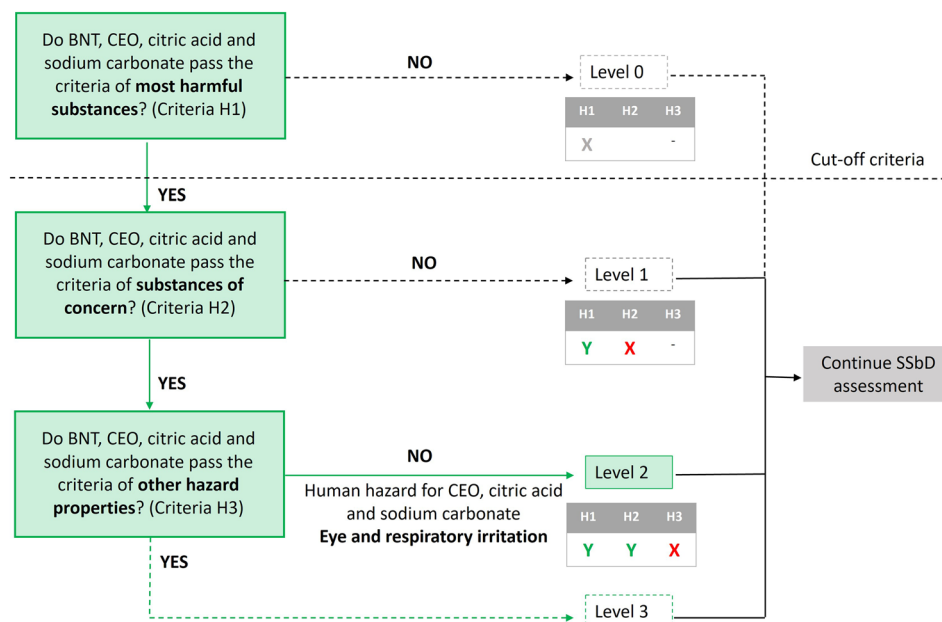 Do BNT, CEO, citric acid and
sodium carbonate pass the
criteria of most harmful
substances? (Criteria H1)
NO
Level 0
H1 H2 H3
X -
Cut-off criteria
YES
Do BNT, CEO, citric acid and
sodium carbonate pass the
criteria of substances of
concern? (Criteria H2)
NO
Level 1
H1 H2 H3
Y X -
Continue SSbD
assessment
YES
Do BNT, CEO, citric acid and
sodium carbonate pass the
criteria of other hazard
properties? (Criteria H3)
NO
Human hazard for CEO, citric acid
and sodium carbonate
Eye and respiratory irritation
Level 2
H1 H2 H3
Y Y X
YES
Level 3